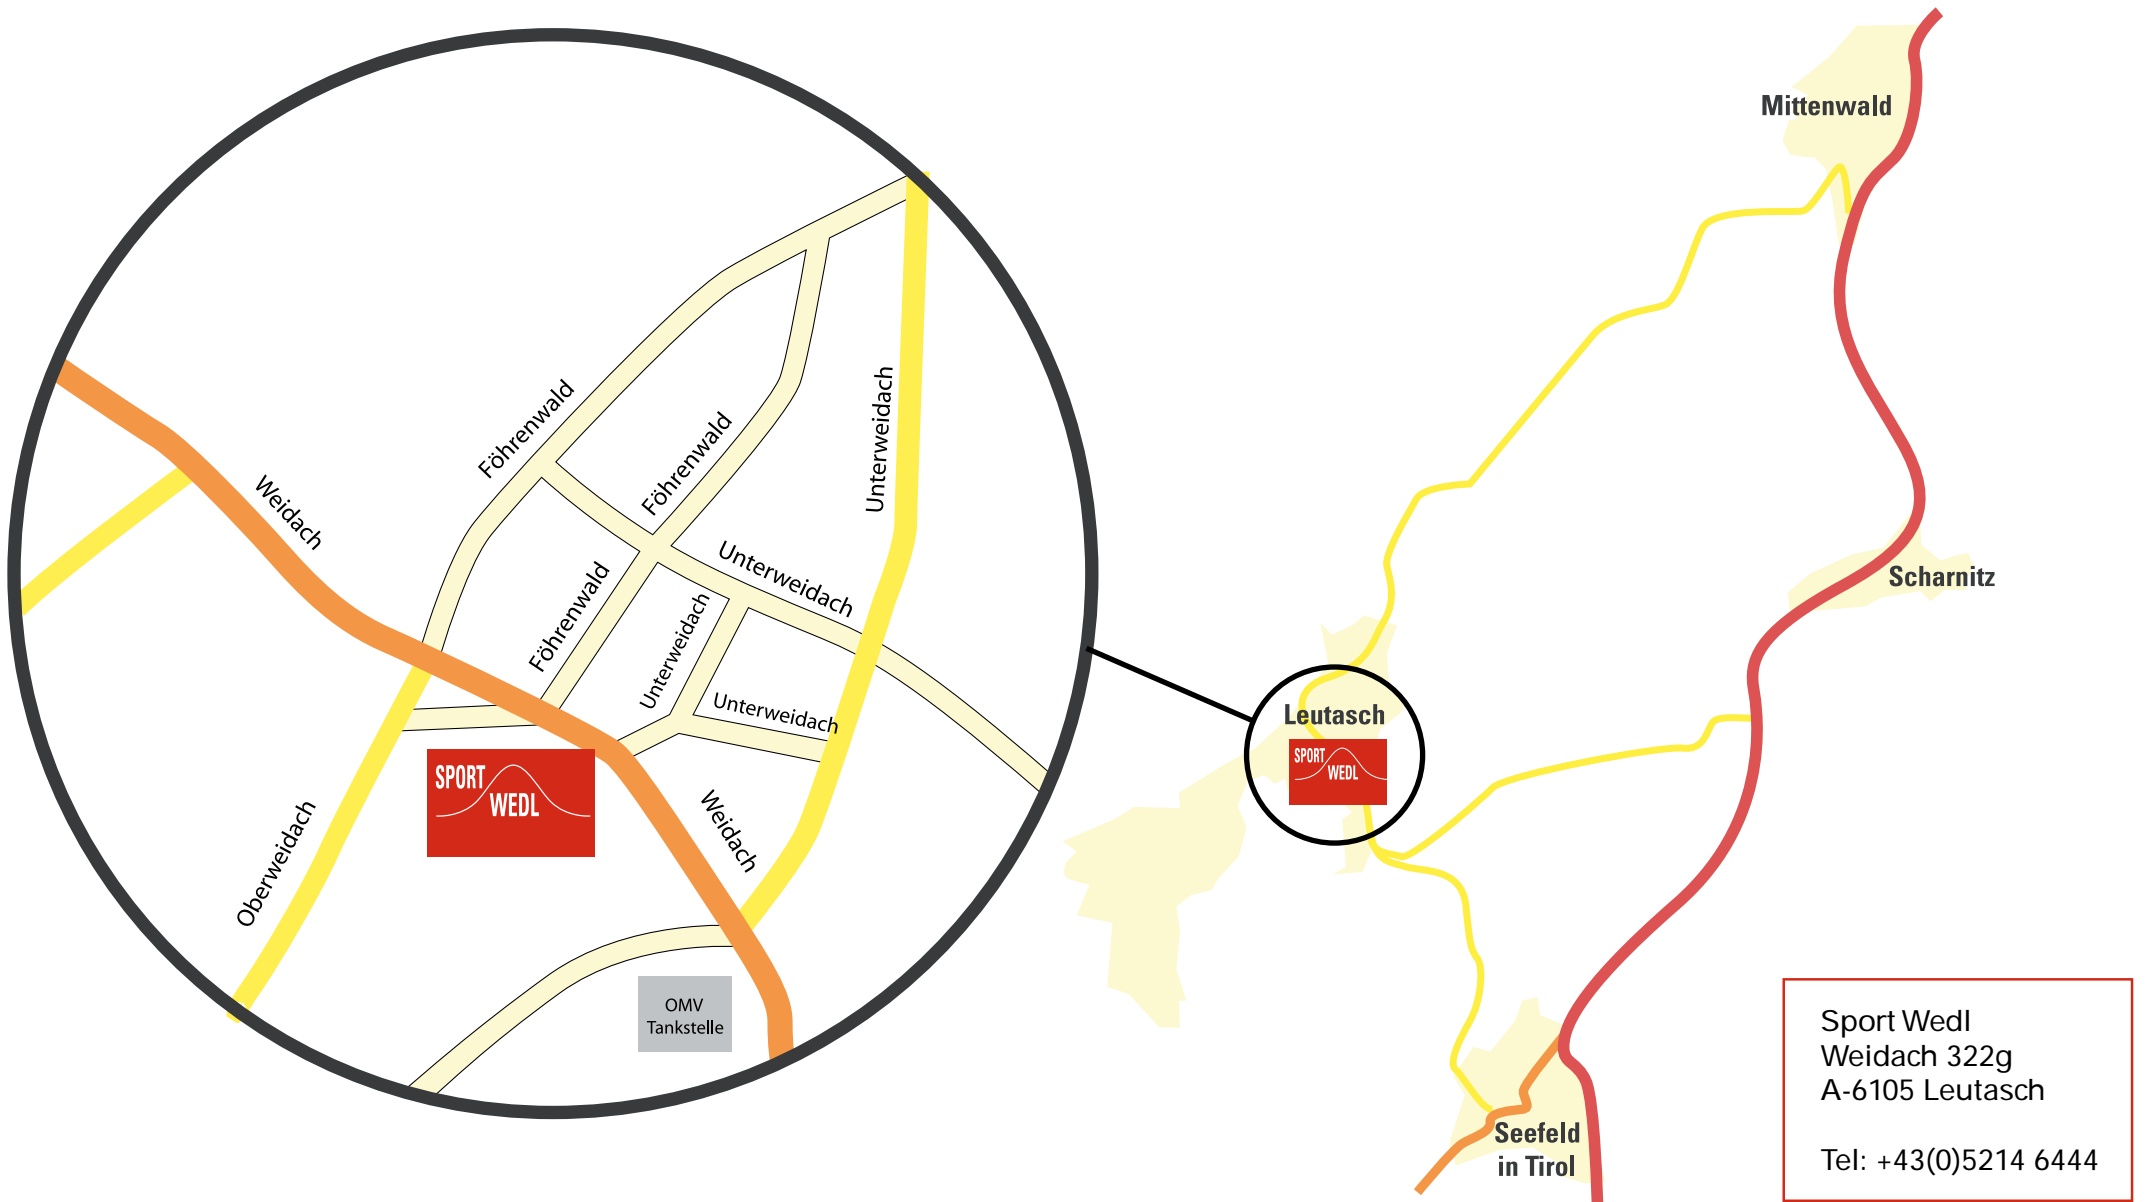 Mittenwald
Föhrenwald
Föhrenwald
Unterweidach
Weidach
Unterweidach
Föhrenwald
Unterweidach
Unterweidach
Scharnitz
Leutasch
SPORT
WEDL
SPORT
WEDL
Weidach
Oberweidach
OMV
Tankstelle
Seefeld
in Tirol
Sport Wedl
Weidach 322g
A-6105 Leutasch
Tel: +43(0)5214 6444